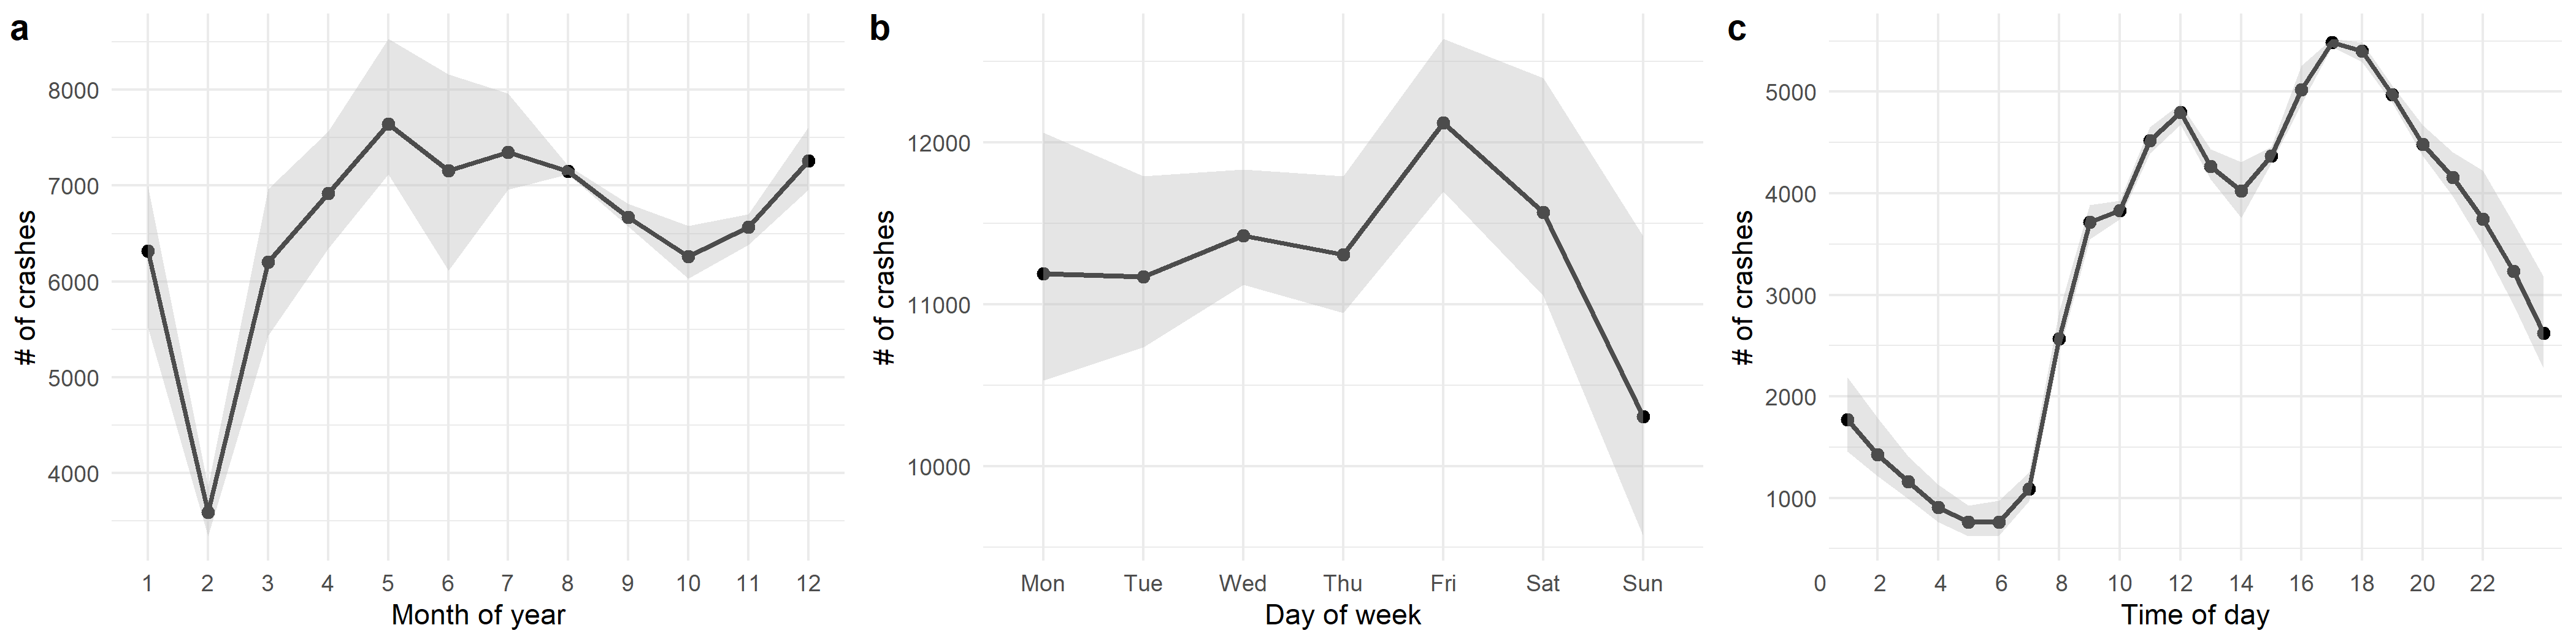 a
# of crashes
8000
7000
6000
5000
4000
1 2 3 4 5 6 7 8 9 10 11 12
Month of year
b
# of crashes
12000
11000
10000
Mon Tue Wed Thu Fri Sat Sun
Day of week
c
# of crashes
5000
4000
3000
2000
1000
0 2 4 6 8 10 12 14 16 18 20 22
Time of day